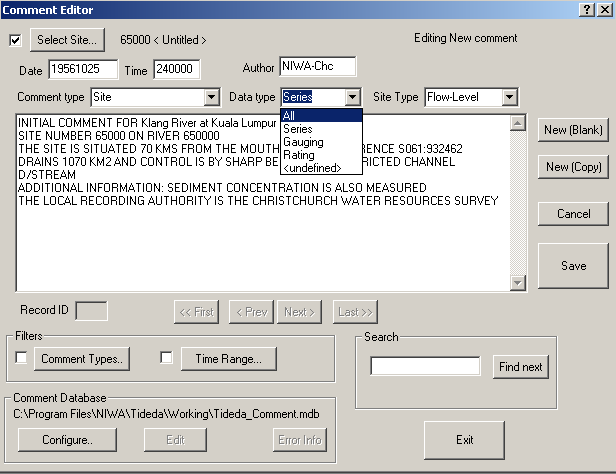 Comment Editor
Select Site... 65000 < Untitled > Editing New comment
Date 19561025 Time 240000 Author NIWA-Chc
Comment type Site Data type Series Site Type Flow-Level
All
Series
Gauging
Rating
<undefined>
INITIAL COMMENT FOR Klang River at Kuala Lumpur
SITE NUMBER 65000 ON RIVER 650000
THE SITE IS SITUATED 70 KMS FROM THE MOUTH RENCE S061:932462
DRAINS 1070 KM2 AND CONTROL IS BY SHARP BE RICTED CHANNEL
D/STREAM
ADDITIONAL INFORMATION: SEDIMENT CONCENTRATION IS ALSO MEASURED
THE LOCAL RECORDING AUTHORITY IS THE CHRISTCHURCH WATER RESOURCES SURVEY
New (Blank)
New (Copy)
Cancel
Save
Record ID << First < Prev Next > Last >>
Filters
Comment Types.. Time Range...
Search
Find next
Comment Database
C:\Program Files\NIWA\Tideda\Working\Tideda_Comment.mdb
Configure.. Edit Error Info
Exit